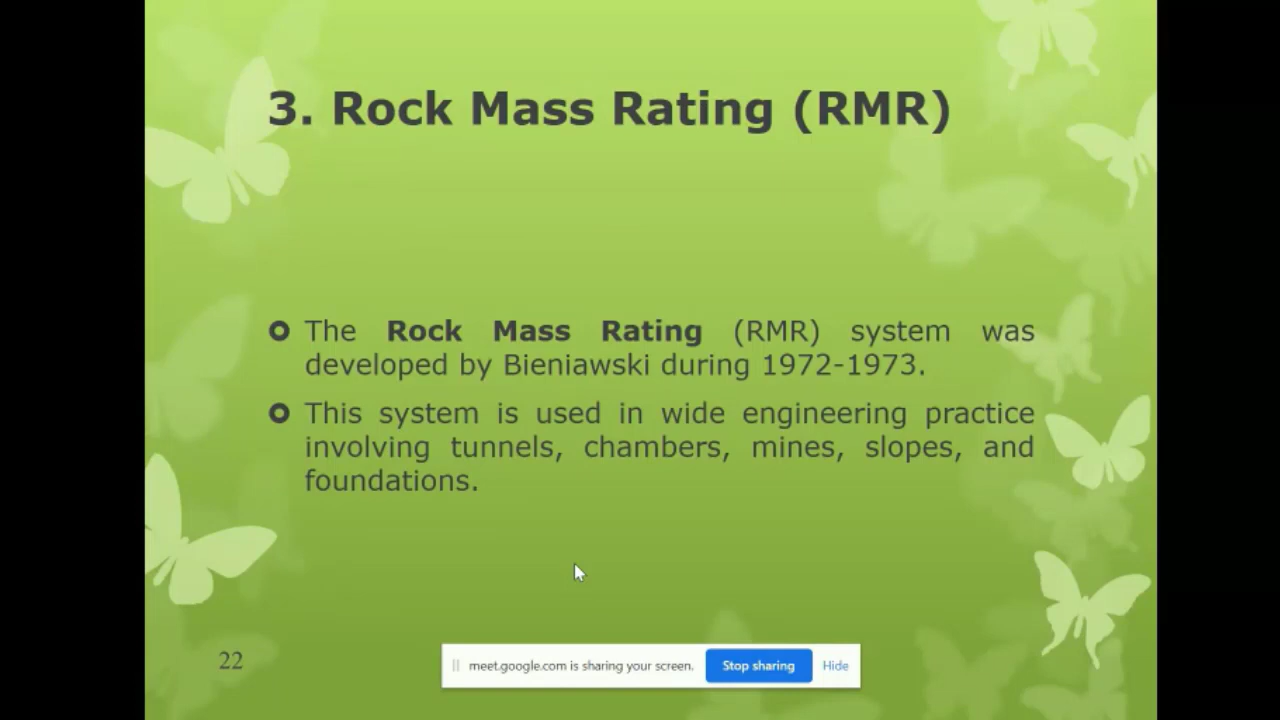 3. Rock Mass Rating (RMR)
The Rock Mass Rating (RMR) system was
developed by Bieniawski during 1972-1973.
This system is used in wide engineering practice
involving tunnels, chambers, mines, slopes, and
foundations.
22
meet.google.com is sharing your screen. Stop sharing Hide